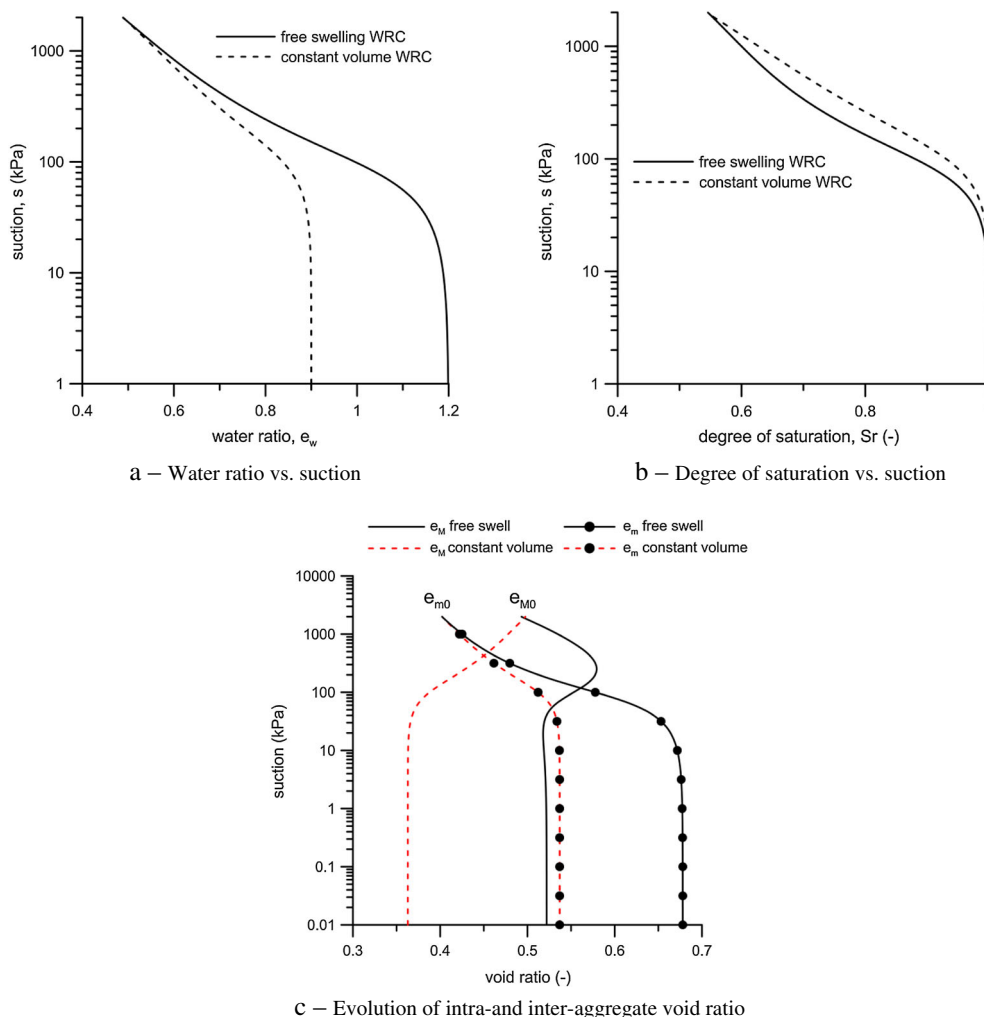 1000
100
10
1
suction, s (kPa)
free swelling WRC
constant volume WRC
0.4
0.6
0.8
1
1.2
water ratio, e_w
a – Water ratio vs. suction
1000
100
10
1
suction, s (kPa)
free swelling WRC
constant volume WRC
0.4
0.6
0.8
degree of saturation, Sr (-)
b – Degree of saturation vs. suction
e_M free swell
e_m free swell
e_M constant volume
e_m constant volume
10000
1000
100
10
1
0.1
0.01
suction (kPa)
e_m0
e_M0
0.3
0.4
0.5
0.6
0.7
void ratio (-)
c – Evolution of intra-and inter-aggregate void ratio